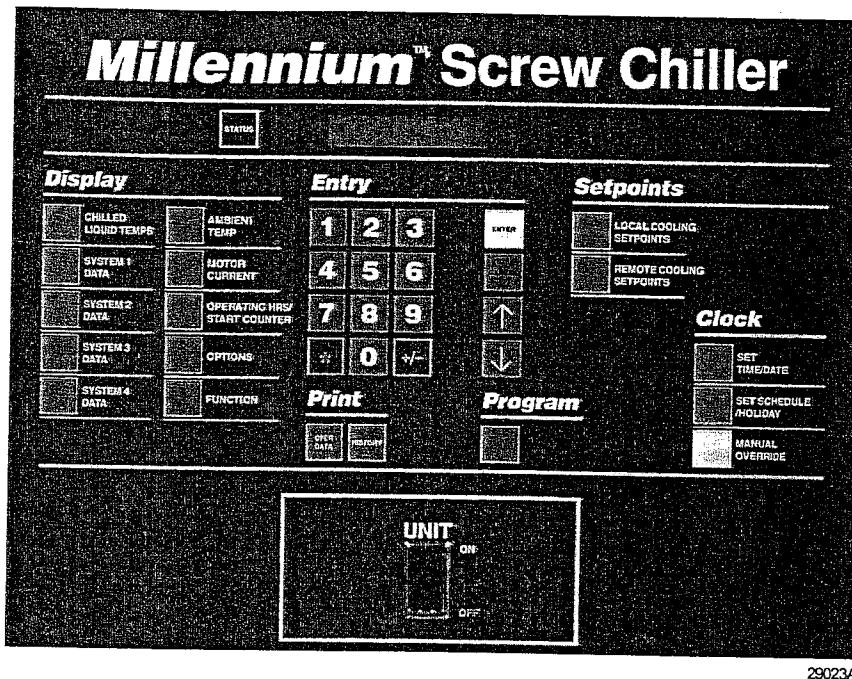 Millennium™ Screw Chiller
STATUS
Display
CHILLED
LIQUID TEMPS
SYSTEM 1
DATA
SYSTEM 2
DATA
SYSTEM 3
DATA
SYSTEM 4
DATA
AMBIENT
TEMP
MOTOR
CURRENT
OPERATING HRS/
START COUNTER
OPTIONS
FUNCTION
Entry
1 2 3
4 5 6
7 8 9
0 +/-
ENTER
↑
↓
Print
OPER
DATA
HISTORY
Program
Setpoints
LOCAL COOLING
SETPOINTS
REMOTE COOLING
SETPOINTS
Clock
SET
TIME/DATE
SET SCHEDULE
/HOLIDAY
MANUAL
OVERRIDE
UNIT
ON
OFF
29023A